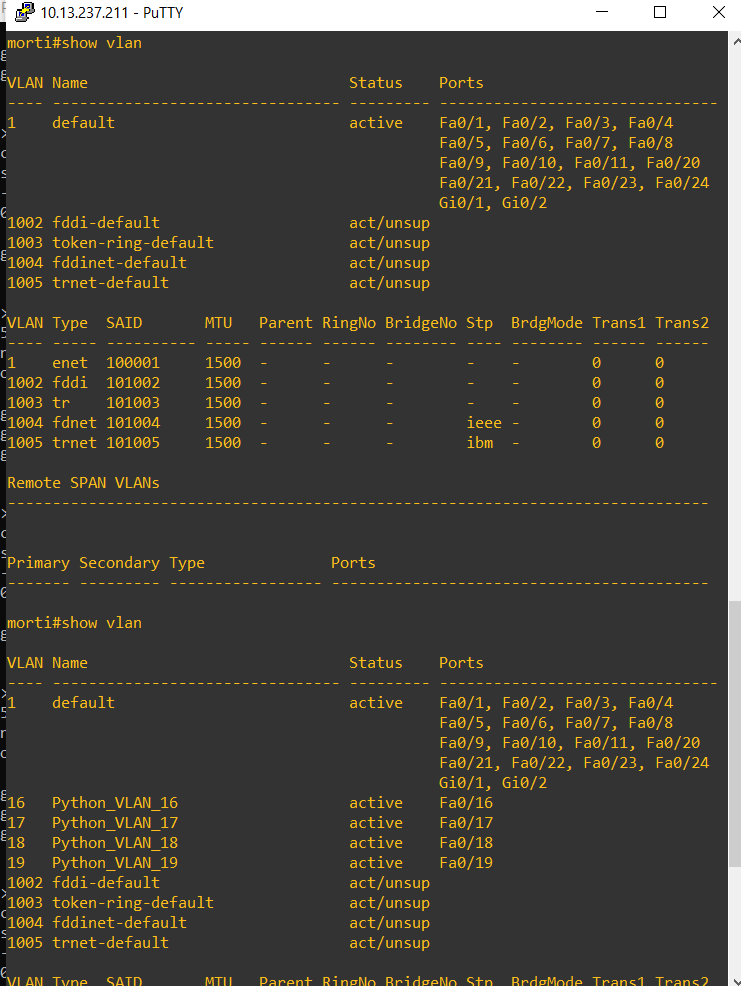 10.13.237.211 - PuTTY
morti#show vlan
VLAN Name                             Status    Ports
---- -------------------------------- --------- -------------------------------
1    default                          active    Fa0/1, Fa0/2, Fa0/3, Fa0/4
                                                Fa0/5, Fa0/6, Fa0/7, Fa0/8
                                                Fa0/9, Fa0/10, Fa0/11, Fa0/20
                                                Fa0/21, Fa0/22, Fa0/23, Fa0/24
                                                Gi0/1, Gi0/2
1002 fddi-default                     act/unsup
1003 token-ring-default               act/unsup
1004 fddinet-default                  act/unsup
1005 trnet-default                    act/unsup
VLAN Type  SAID       MTU   Parent RingNo BridgeNo Stp  BrdgMode Trans1 Trans2
---- ----- ---------- ----- ------ ------ -------- ---- -------- ------ ------
1    enet  100001     1500  -      -      -        -    -        0      0
1002 fddi  101002     1500  -      -      -        -    -        0      0
1003 tr    101003     1500  -      -      -        -    -        0      0
1004 fdnet 101004     1500  -      -      -        ieee -        0      0
1005 trnet 101005     1500  -      -      -        ibm  -        0      0
Remote SPAN VLANs
------------------------------------------------------------------------------
Primary Secondary Type              Ports
------- --------- ----------------- ------------------------------------------
morti#show vlan
VLAN Name                             Status    Ports
---- -------------------------------- --------- -------------------------------
1    default                          active    Fa0/1, Fa0/2, Fa0/3, Fa0/4
                                                Fa0/5, Fa0/6, Fa0/7, Fa0/8
                                                Fa0/9, Fa0/10, Fa0/11, Fa0/20
                                                Fa0/21, Fa0/22, Fa0/23, Fa0/24
                                                Gi0/1, Gi0/2
16   Python_VLAN_16                   active    Fa0/16
17   Python_VLAN_17                   active    Fa0/17
18   Python_VLAN_18                   active    Fa0/18
19   Python_VLAN_19                   active    Fa0/19
1002 fddi-default                     act/unsup
1003 token-ring-default               act/unsup
1004 fddinet-default                  act/unsup
1005 trnet-default                    act/unsup
VLAN Type  SAID       MTU   Parent RingNo BridgeNo Stp  BrdgMode Trans1 Trans2